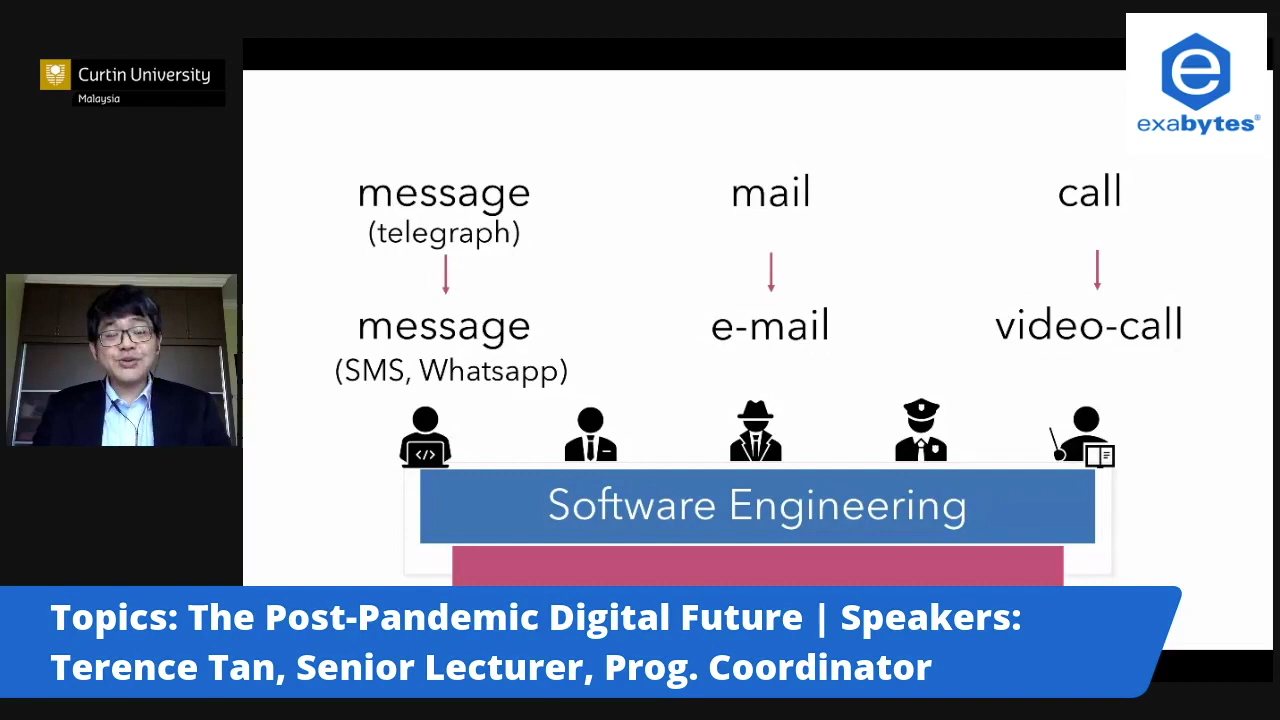 Curtin University
Malaysia
e
exabytes®
message
(telegraph)
mail
call
message
(SMS, Whatsapp)
e-mail
video-call
</>
Software Engineering
Topics: The Post-Pandemic Digital Future | Speakers:
Terence Tan, Senior Lecturer, Prog. Coordinator